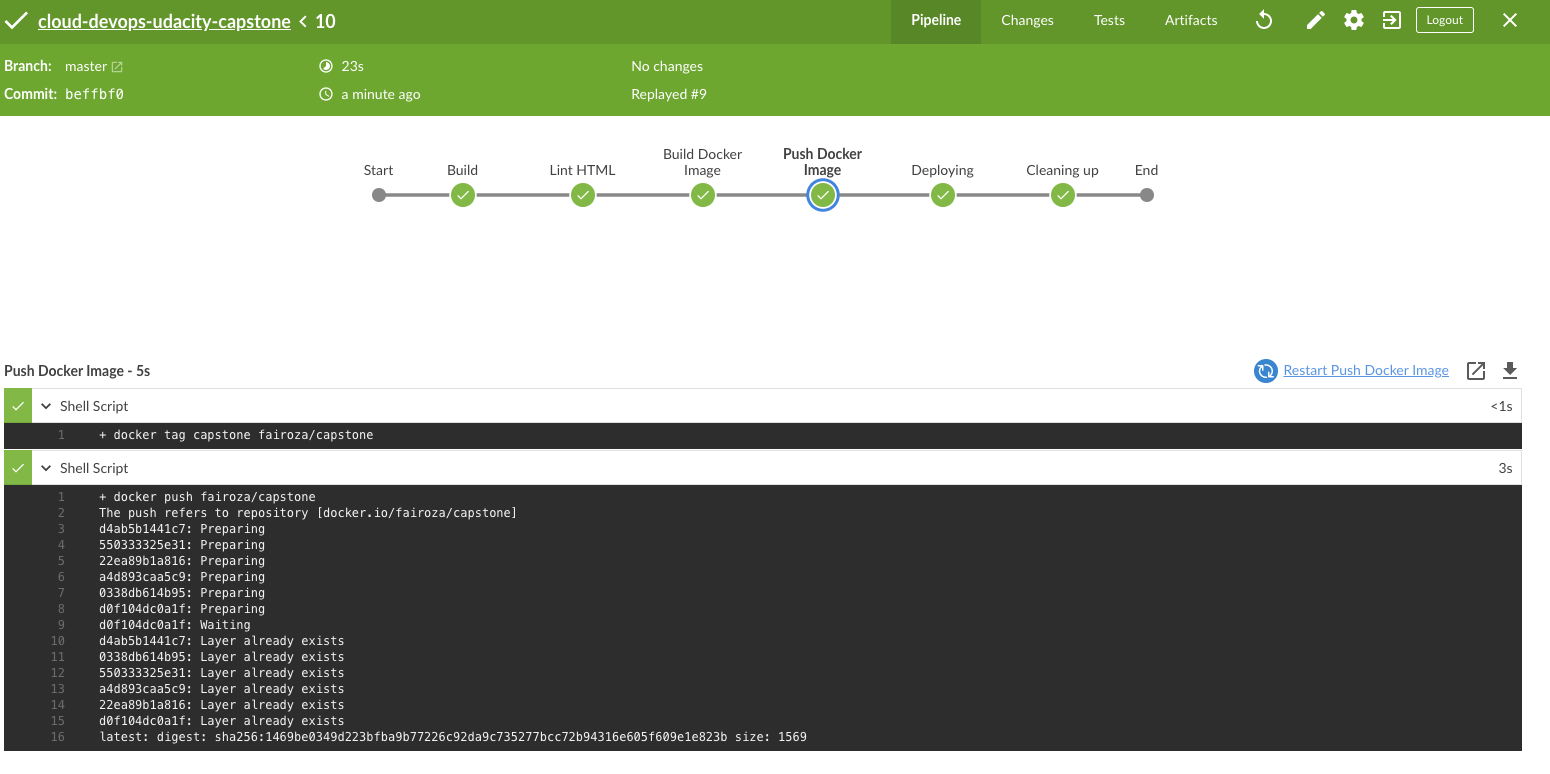 cloud-devops-udacity-capstone < 10
Pipeline Changes Tests Artifacts Logout
Branch: master 23s No changes
Commit: beffbf0 a minute ago Replayed #9
Start Build Lint HTML Build Docker Image Push Docker Image Deploying Cleaning up End
Push Docker Image - 5s Restart Push Docker Image
Shell Script <1s
1 + docker tag capstone fairoza/capstone
Shell Script 3s
1 + docker push fairoza/capstone
2 The push refers to repository [docker.io/fairoza/capstone]
3 d4ab5b1441c7: Preparing
4 550333325e31: Preparing
5 22ea89b1a816: Preparing
6 a4d893caa5c9: Preparing
7 0338db614b95: Preparing
8 d0f104dc0a1f: Preparing
9 d0f104dc0a1f: Waiting
10 d4ab5b1441c7: Layer already exists
11 0338db614b95: Layer already exists
12 550333325e31: Layer already exists
13 a4d893caa5c9: Layer already exists
14 22ea89b1a816: Layer already exists
15 d0f104dc0a1f: Layer already exists
16 latest: digest: sha256:1469be0349d223bfba9b77226c92da9c735277bcc72b94316e605f609e1e823b size: 1569